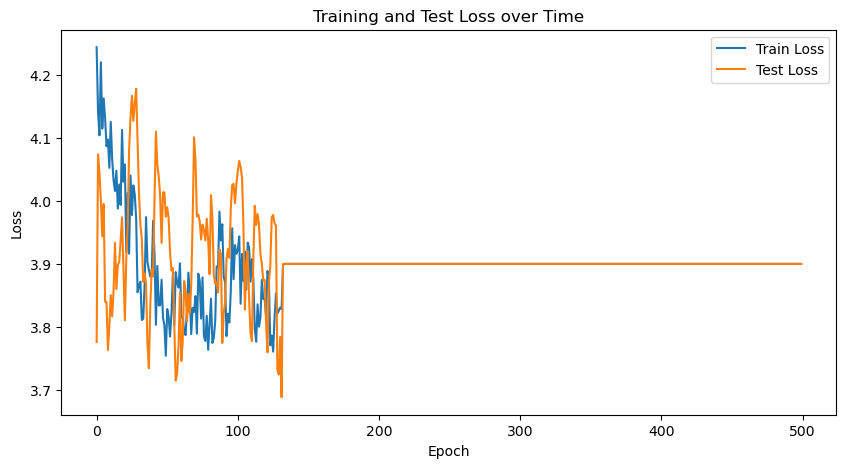 Training and Test Loss over Time
Train Loss
Test Loss
4.2
4.1
4.0
3.9
3.8
3.7
Loss
0
100
200
300
400
500
Epoch